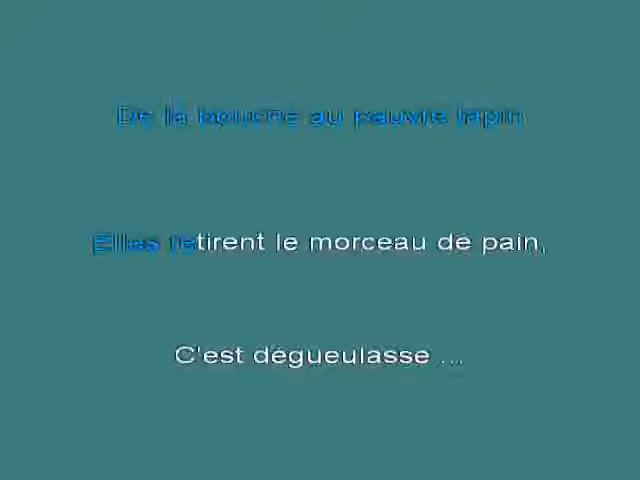 De la bouche au pauvre lapin
Elles retirent le morceau de pain,
C'est dégueulasse ...